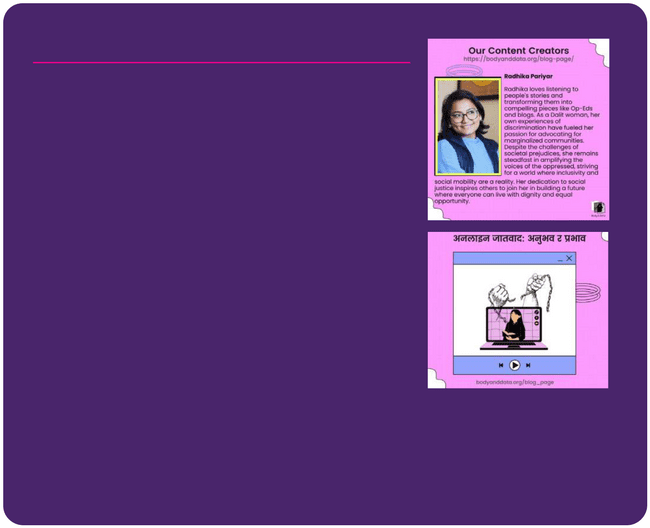 Our Content Creators
https://bodyanddata.org/blog-page/
Radhika Pariyar
Radhika loves listening to
people's stories and
transforming them into
compelling pieces like Op-Eds
and blogs. As a Dalit woman, her
own experiences of
discrimination have fueled her
passion for advocating for
marginalized communities.
Despite the challenges of
societal prejudices, she remains
steadfast in amplifying the
voices of the oppressed, striving
for a world where inclusivity and
social mobility are a reality. Her dedication to social
justice inspires others to join her in building a future
where everyone can live with dignity and equal
opportunity.
अनलाइन जातवाद: अनुभव र प्रभाव
bodyanddata.org/blog_page